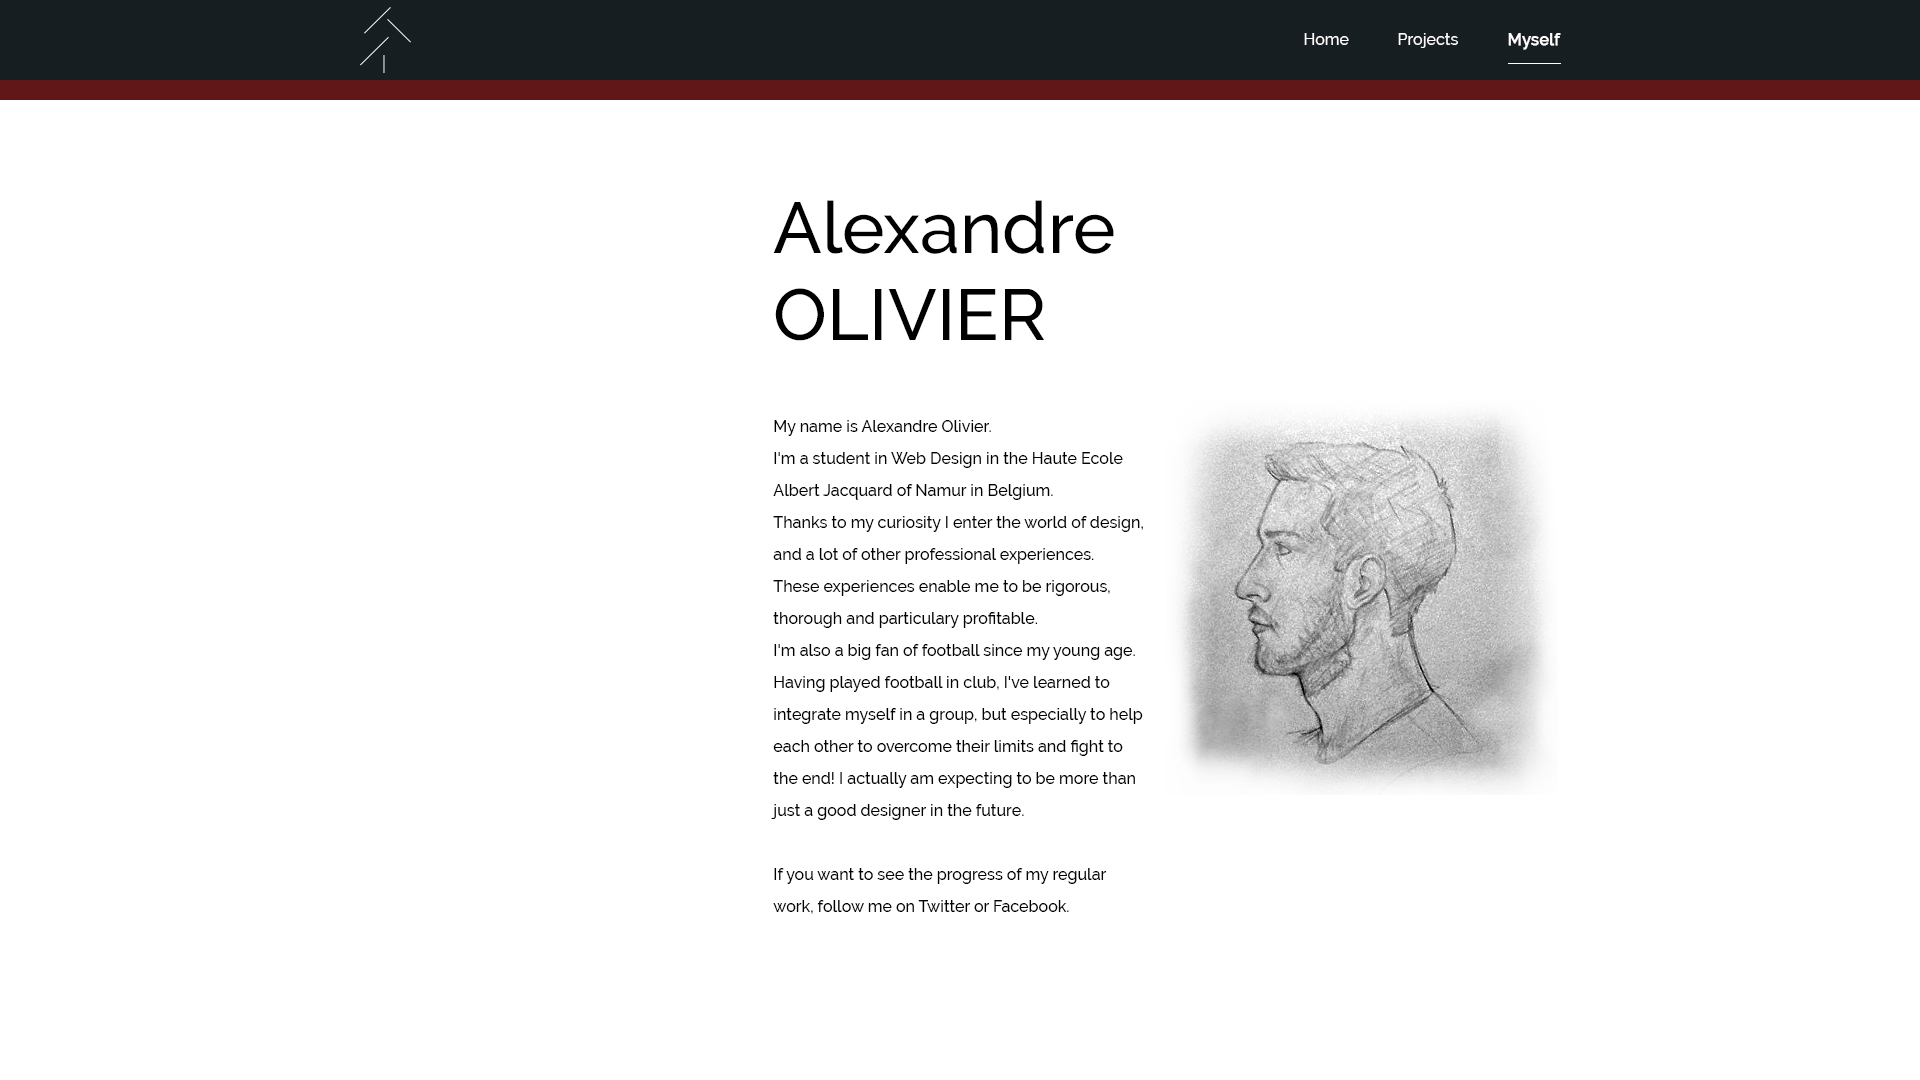 Home
Projects
Myself
Alexandre
OLIVIER
My name is Alexandre Olivier.
I'm a student in Web Design in the Haute Ecole
Albert Jacquard of Namur in Belgium.
Thanks to my curiosity I enter the world of design,
and a lot of other professional experiences.
These experiences enable me to be rigorous,
thorough and particulary profitable.
I'm also a big fan of football since my young age.
Having played football in club, I've learned to
integrate myself in a group, but especially to help
each other to overcome their limits and fight to
the end! I actually am expecting to be more than
just a good designer in the future.
If you want to see the progress of my regular
work, follow me on Twitter or Facebook.